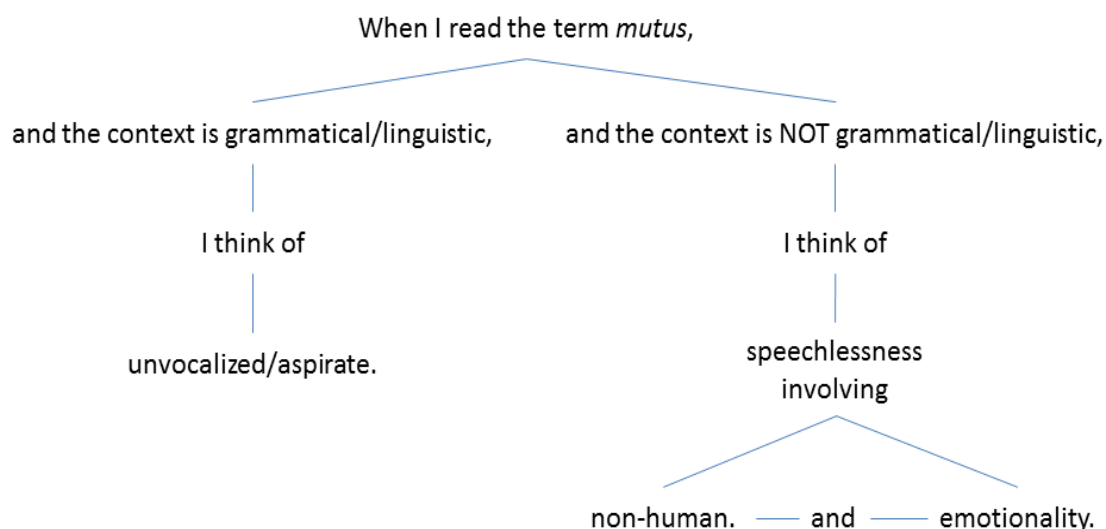 When I read the term mutus,
and the context is grammatical/linguistic,
and the context is NOT grammatical/linguistic,
I think of
I think of
unvocalized/aspirate.
speechlessness
involving
non-human. and emotionality.